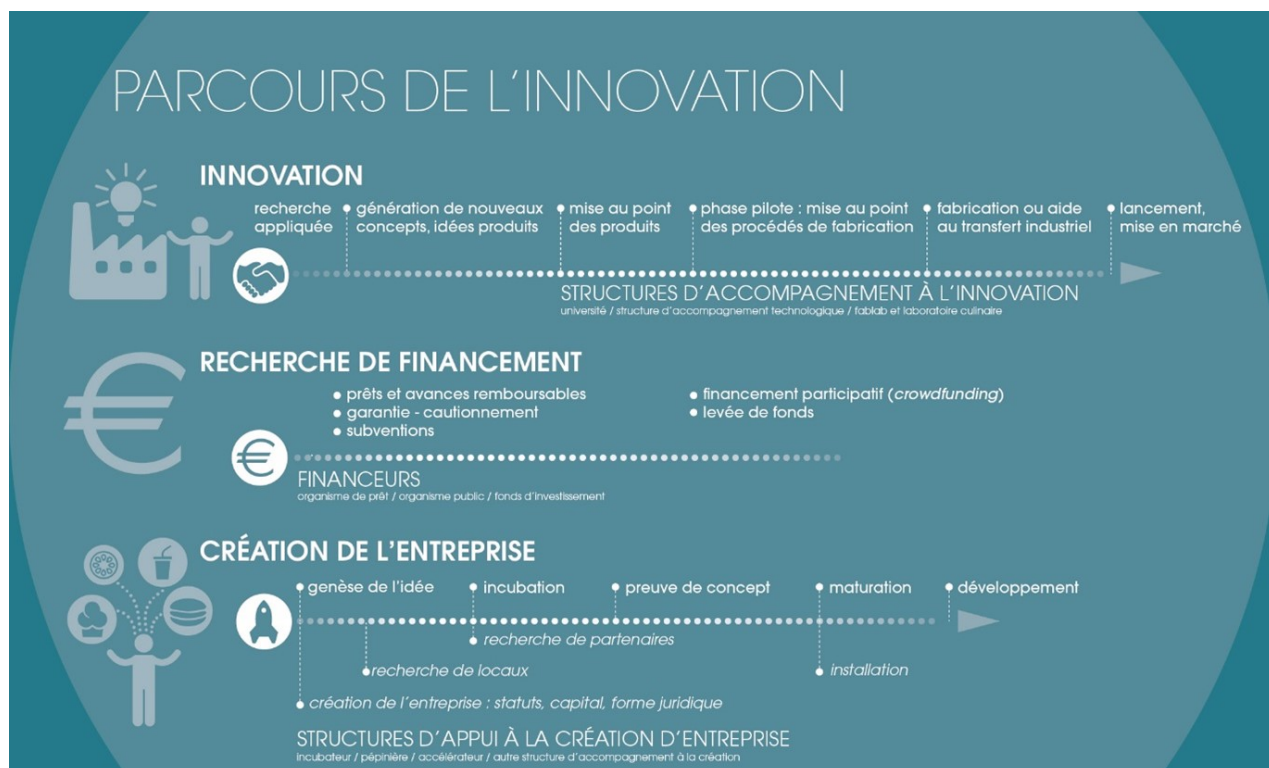 PARCOURS DE L'INNOVATION
INNOVATION
recherche
appliquée
génération de nouveaux
concepts, idées produits
mise au point
des produits
phase pilote : mise au point
des procédés de fabrication
fabrication ou aide
au transfert industriel
lancement,
mise en marché
STRUCTURES D'ACCOMPAGNEMENT À L'INNOVATION
université / structure d'accompagnement technologique / fablab et laboratoire culinaire
RECHERCHE DE FINANCEMENT
prêts et avances remboursables
garantie - cautionnement
subventions
financement participatif (crowdfunding)
levée de fonds
€
€
FINANCEURS
organisme de prêt / organisme public / fonds d'investissement
CRÉATION DE L'ENTREPRISE
genèse de l'idée
incubation
preuve de concept
maturation
développement
recherche de partenaires
recherche de locaux
installation
création de l'entreprise : statuts, capital, forme juridique
STRUCTURES D'APPUI À LA CRÉATION D'ENTREPRISE
incubateur / pépinière / accélérateur / autre structure d'accompagnement à la création